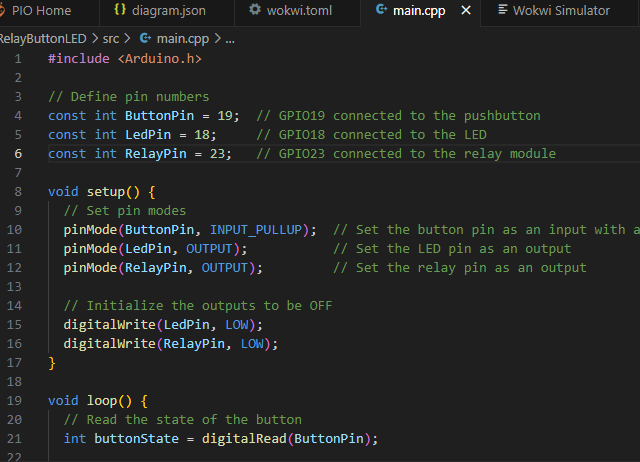 PIO Home diagram.json wokwi.toml main.cpp Wokwi Simulator
RelayButtonLED > src > main.cpp > ...
1 #include <Arduino.h>
2
3 // Define pin numbers
4 const int ButtonPin = 19;  // GPIO19 connected to the pushbutton
5 const int LedPin = 18;     // GPIO18 connected to the LED
6 const int RelayPin = 23;   // GPIO23 connected to the relay module
7
8 void setup() {
9   // Set pin modes
10   pinMode(ButtonPin, INPUT_PULLUP);  // Set the button pin as an input with a
11   pinMode(LedPin, OUTPUT);           // Set the LED pin as an output
12   pinMode(RelayPin, OUTPUT);         // Set the relay pin as an output
13
14   // Initialize the outputs to be OFF
15   digitalWrite(LedPin, LOW);
16   digitalWrite(RelayPin, LOW);
17 }
18
19 void loop() {
20   // Read the state of the button
21   int buttonState = digitalRead(ButtonPin);
22